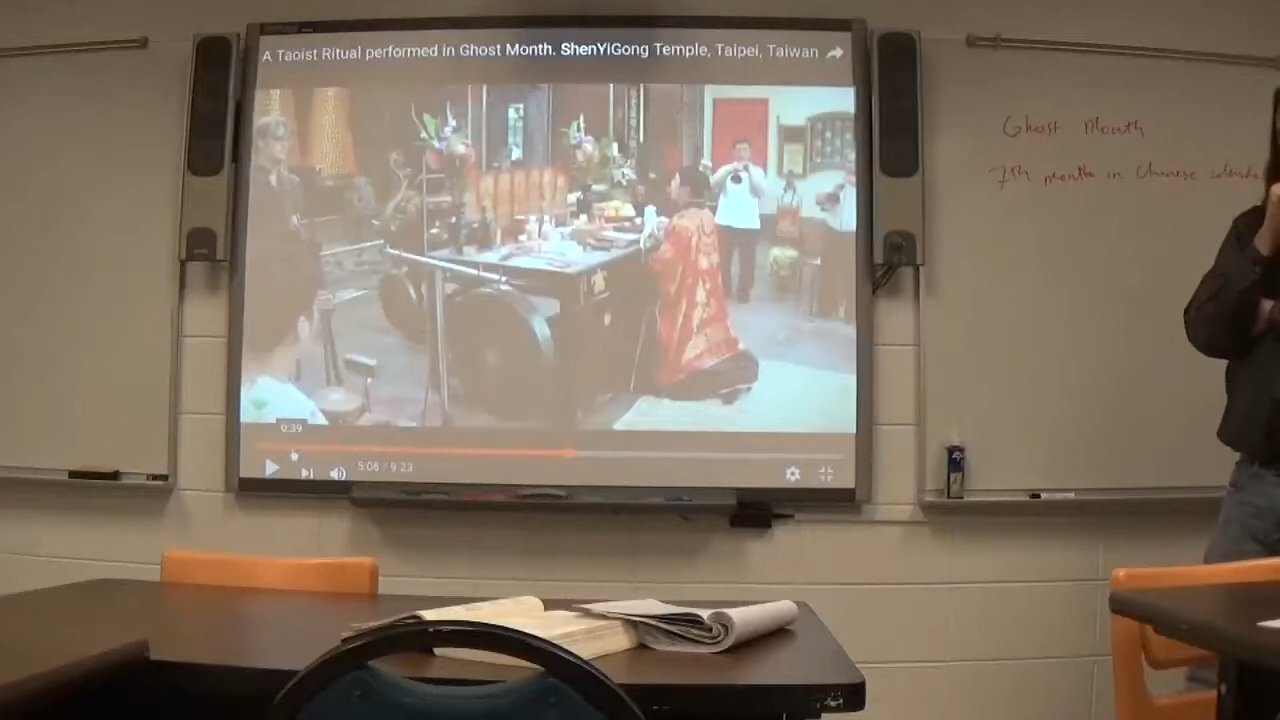 A Taoist Ritual performed in Ghost Month. ShenYiGong Temple, Taipei, Taiwan
Ghost Month
7th month in Chinese
0:39
5:06 / 9:23